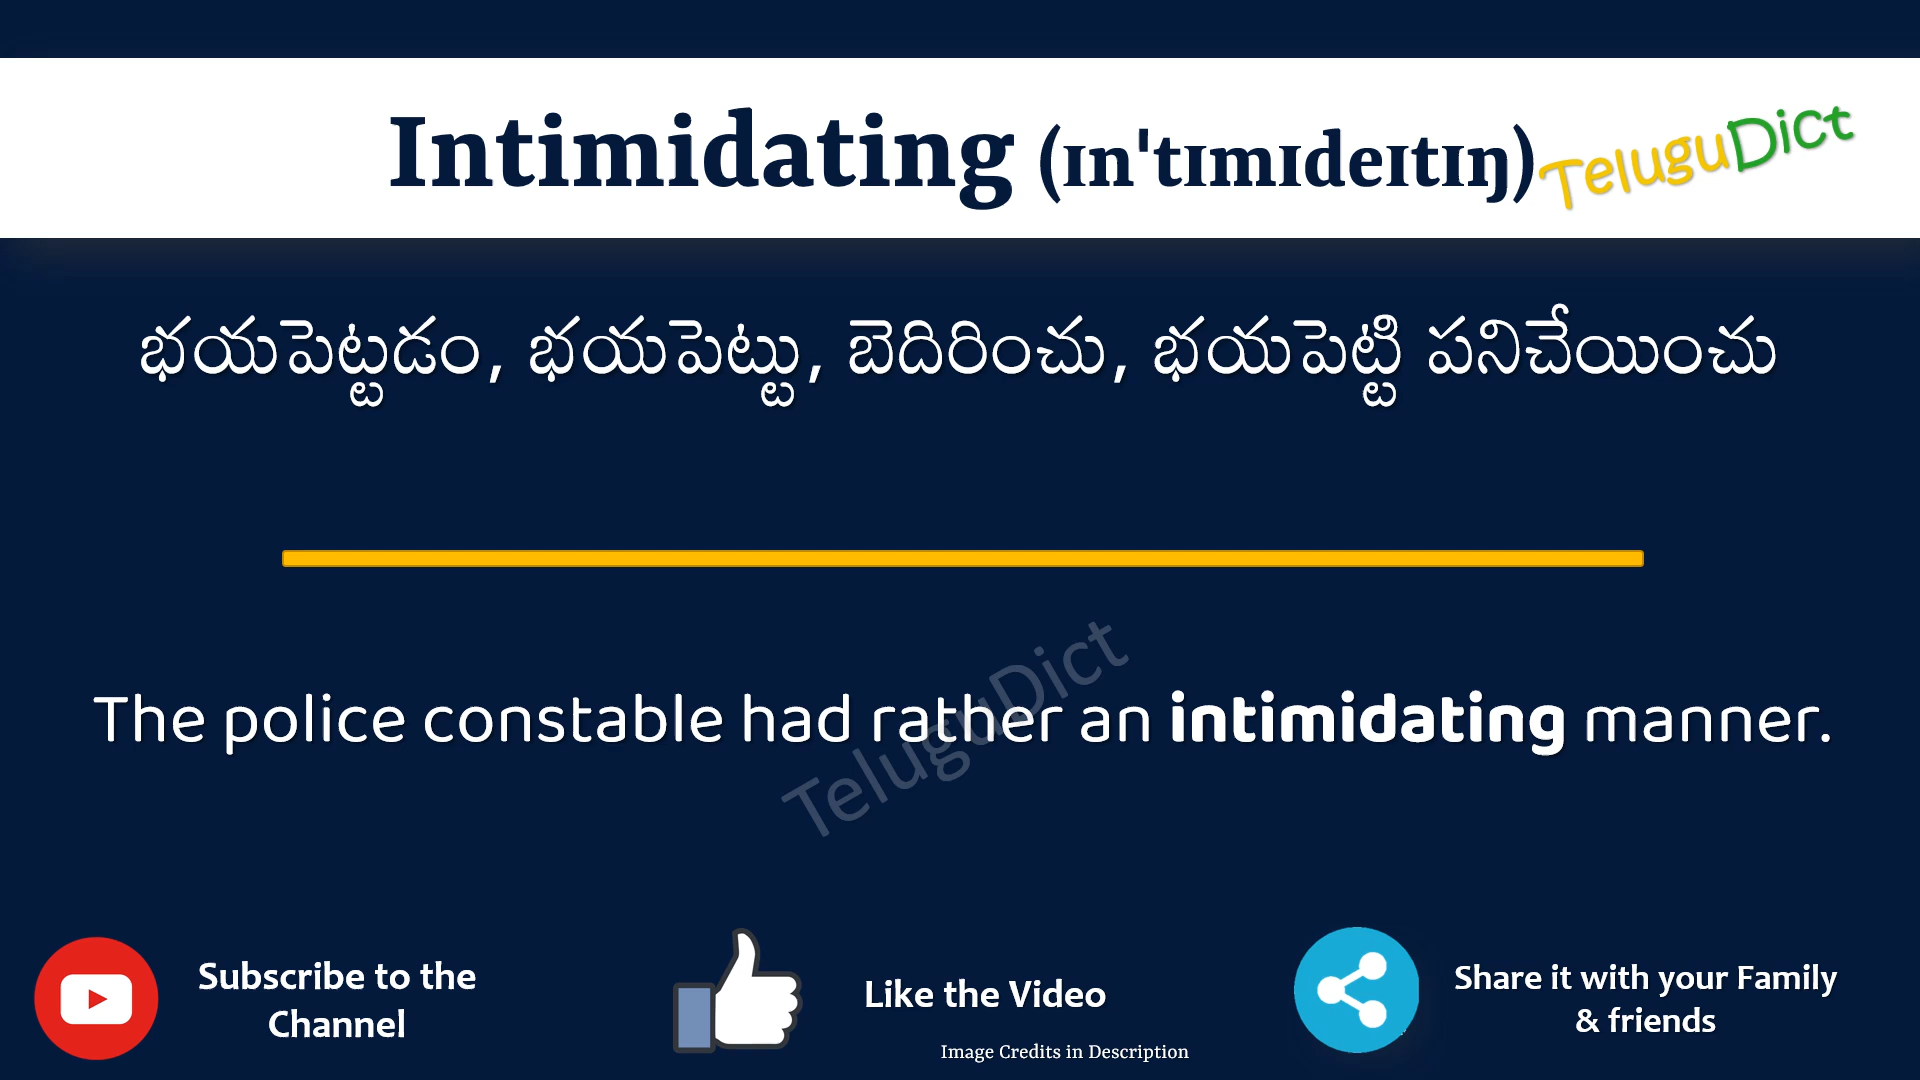 Intimidating (ɪn'tɪmɪdeɪtɪŋ)
TeluguDict
భయపెట్టడం, భయపెట్టు, బెదిరించు, భయపెట్టి పనిచేయించు
The police constable had rather an intimidating manner.
TeluguDict
Subscribe to the
Channel
Like the Video
Share it with your Family
& friends
Image Credits in Description